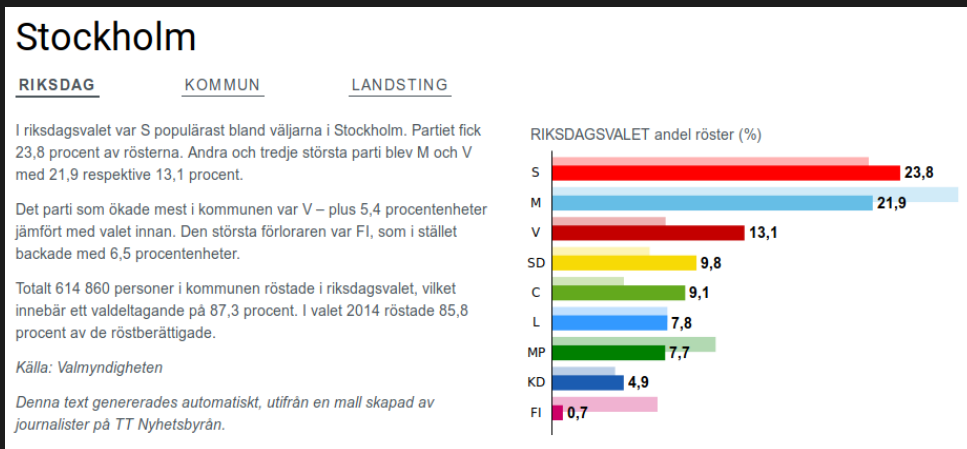 Stockholm
RIKSDAG
KOMMUN
LANDSTING
I riksdagsvalet var S populärast bland väljarna i Stockholm. Partiet fick
23,8 procent av rösterna. Andra och tredje största parti blev M och V
med 21,9 respektive 13,1 procent.
Det parti som ökade mest i kommunen var V – plus 5,4 procentenheter
jämfört med valet innan. Den största förloraren var FI, som i stället
backade med 6,5 procentenheter.
Totalt 614 860 personer i kommunen röstade i riksdagsvalet, vilket
innebär ett valdeltagande på 87,3 procent. I valet 2014 röstade 85,8
procent av de röstberättigade.
Källa: Valmyndigheten
Denna text genererades automatiskt, utifrån en mall skapad av
journalister på TT Nyhetsbyrån.
RIKSDAGSVALET andel röster (%)
S 23,8
M 21,9
V 13,1
SD 9,8
C 9,1
L 7,8
MP 7,7
KD 4,9
FI 0,7